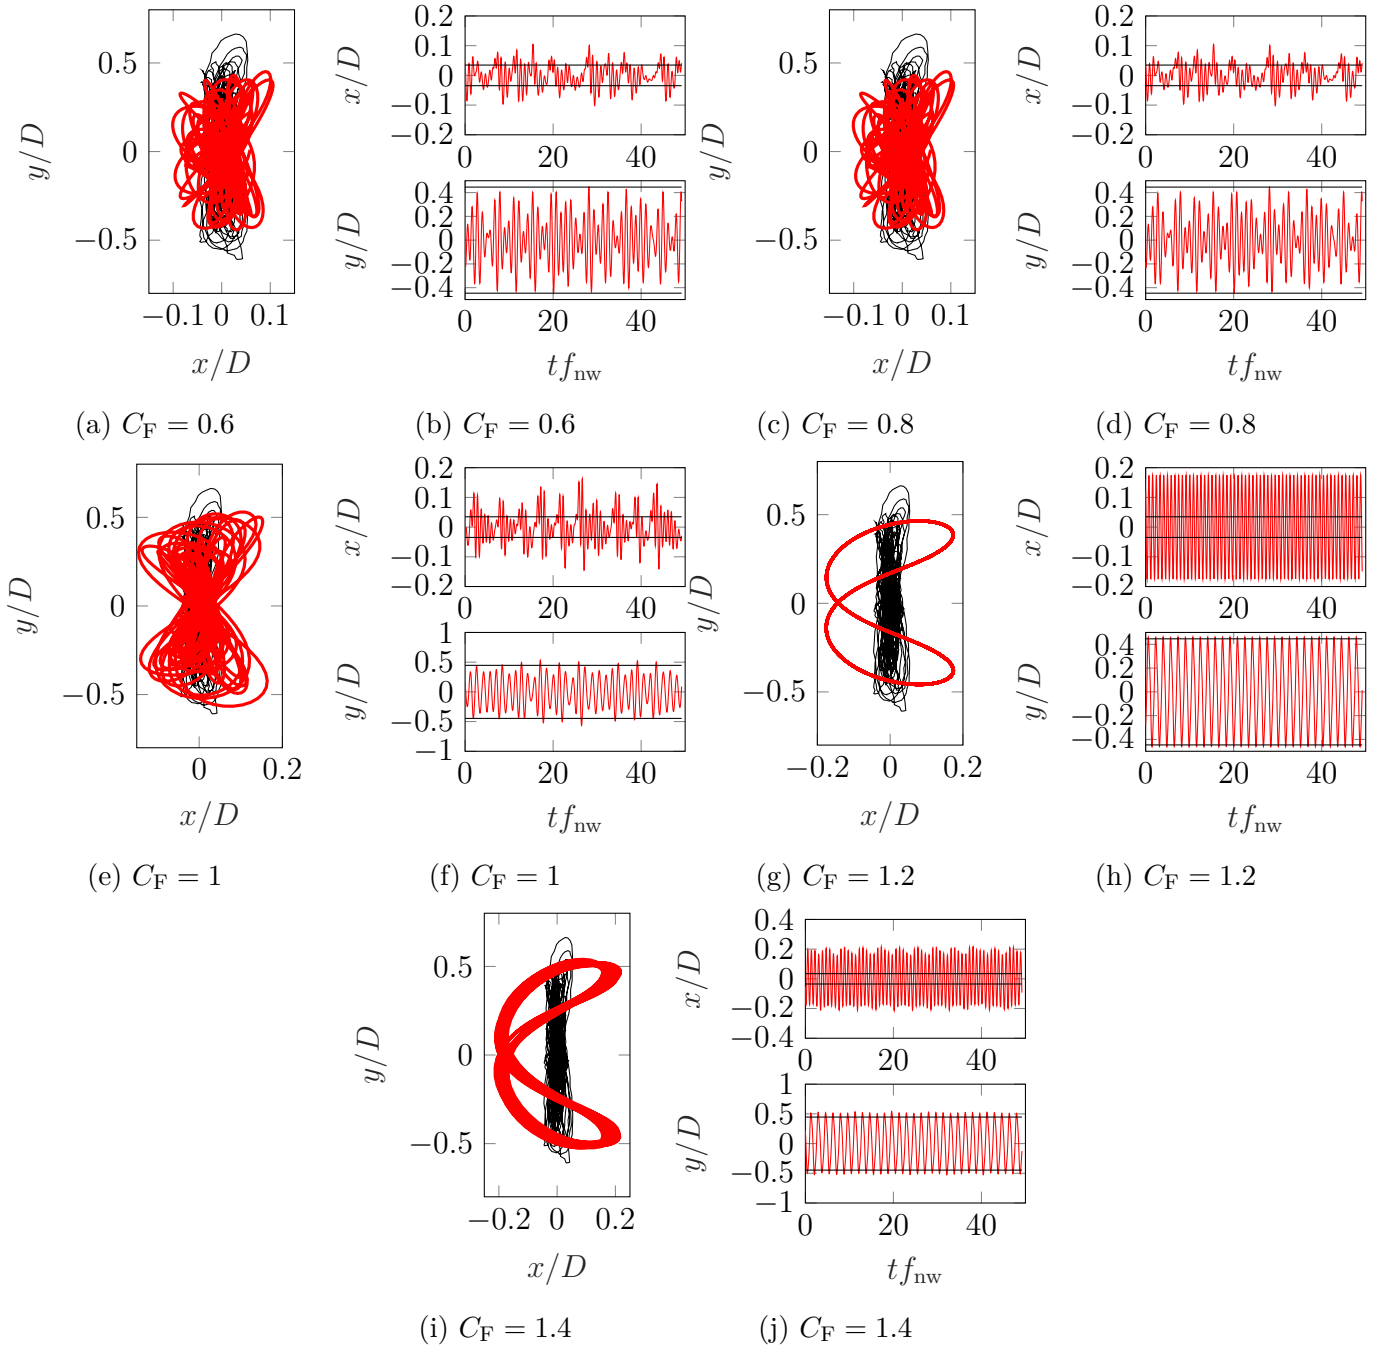 0.5
0
−0.5
−0.1 0 0.1
y/D
x/D
0.2
0.1
0
−0.1
−0.2
0 20 40
x/D
0.4
0.2
0
−0.2
−0.4
0 20 40
y/D
tf_nw
0.5
0
−0.5
−0.1 0 0.1
y/D
x/D
0.2
0.1
0
−0.1
−0.2
0 20 40
x/D
0.4
0.2
0
−0.2
−0.4
0 20 40
y/D
tf_nw
(a) C_F = 0.6
(b) C_F = 0.6
(c) C_F = 0.8
(d) C_F = 0.8
0.5
0
−0.5
0 0.2
y/D
x/D
0.2
0.1
0
−0.1
−0.2
0 20 40
x/D
1
0.5
0
−0.5
−1
0 20 40
y/D
tf_nw
0.5
0
−0.5
−0.2 0 0.2
y/D
x/D
0.2
0.1
0
−0.1
−0.2
0 20 40
x/D
0.4
0.2
0
−0.2
−0.4
0 20 40
y/D
tf_nw
(e) C_F = 1
(f) C_F = 1
(g) C_F = 1.2
(h) C_F = 1.2
0.5
0
−0.5
−0.2 0 0.2
y/D
x/D
0.4
0.2
0
−0.2
−0.4
0 20 40
x/D
1
0.5
0
−0.5
−1
0 20 40
y/D
tf_nw
(i) C_F = 1.4
(j) C_F = 1.4